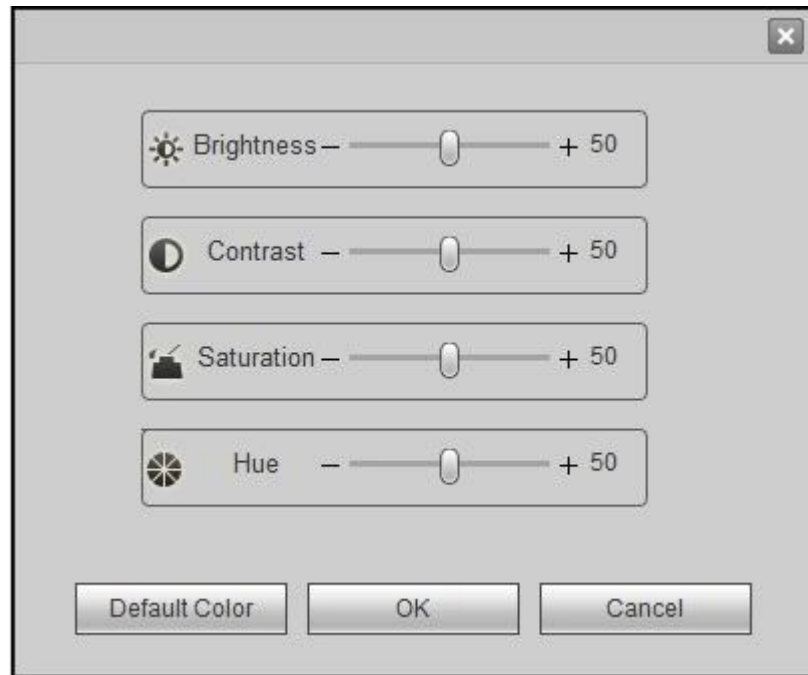 Brightness − + 50
Contrast − + 50
Saturation − + 50
Hue − + 50
Default Color OK Cancel